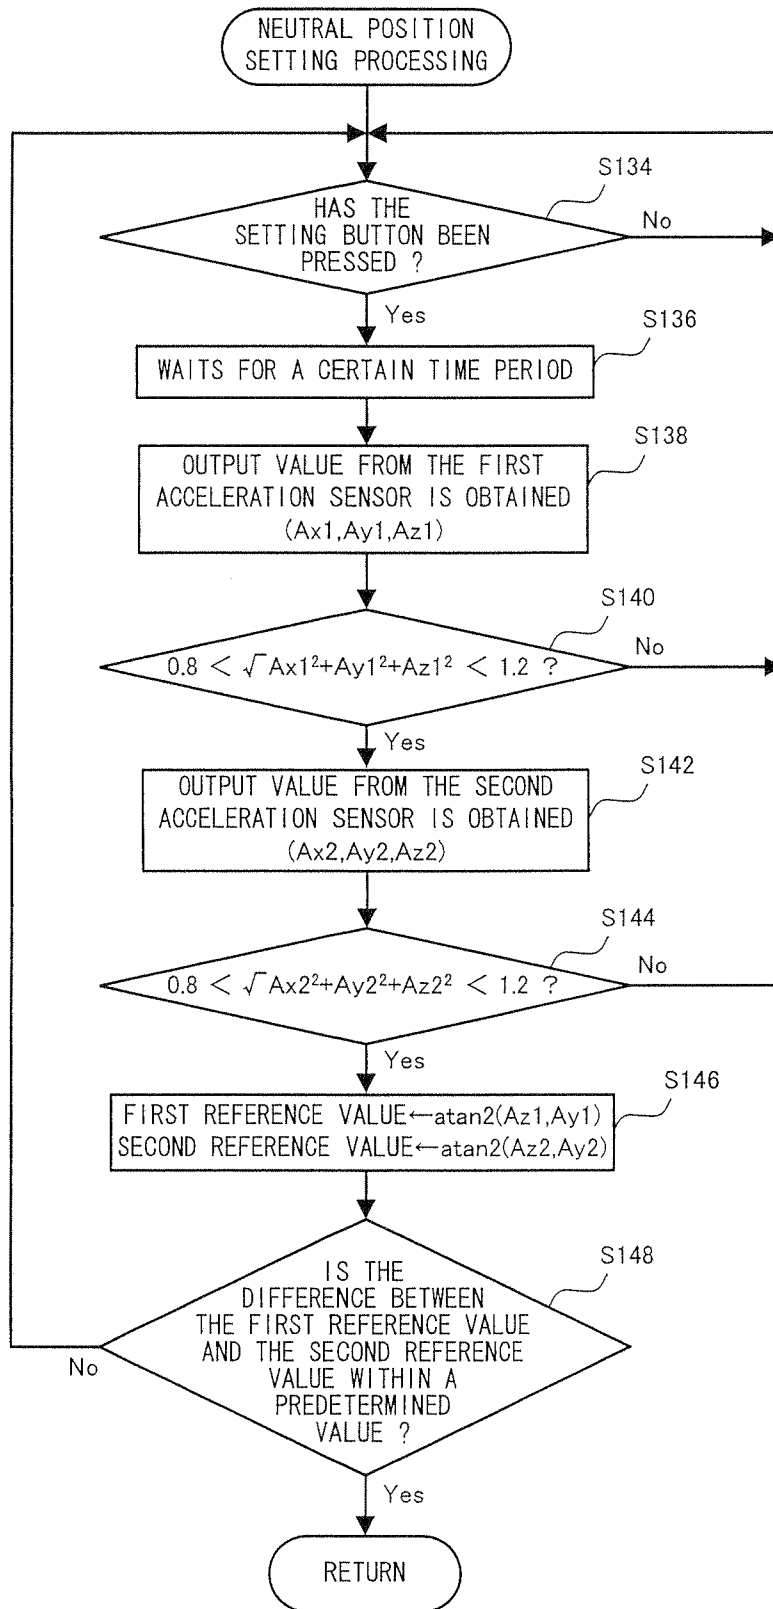 NEUTRAL POSITION
SETTING PROCESSING
S134
HAS THE
SETTING BUTTON BEEN
PRESSED ?
No
Yes
S136
WAITS FOR A CERTAIN TIME PERIOD
S138
OUTPUT VALUE FROM THE FIRST
ACCELERATION SENSOR IS OBTAINED
(Ax1,Ay1,Az1)
S140
0.8 < √Ax1²+Ay1²+Az1² < 1.2 ?
No
Yes
S142
OUTPUT VALUE FROM THE SECOND
ACCELERATION SENSOR IS OBTAINED
(Ax2,Ay2,Az2)
S144
0.8 < √Ax2²+Ay2²+Az2² < 1.2 ?
No
Yes
S146
FIRST REFERENCE VALUE←atan2(Az1,Ay1)
SECOND REFERENCE VALUE←atan2(Az2,Ay2)
S148
IS THE
DIFFERENCE BETWEEN
THE FIRST REFERENCE VALUE
AND THE SECOND REFERENCE
VALUE WITHIN A
PREDETERMINED
VALUE ?
No
Yes
RETURN